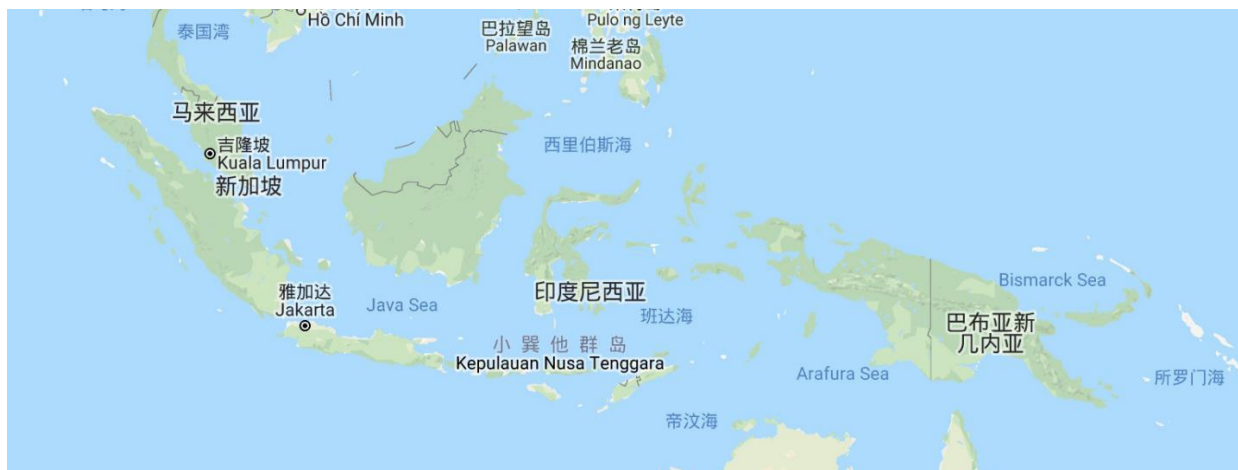 泰国湾
Hồ Chí Minh
巴拉望岛
Palawan
Pulo ng Leyte
棉兰老岛
Mindanao
马来西亚
吉隆坡
Kuala Lumpur
新加坡
西里伯斯海
雅加达
Jakarta
Java Sea
印度尼西亚
班达海
小巽他群岛
Kepulauan Nusa Tenggara
Bismarck Sea
巴布亚新
几内亚
Arafura Sea
所罗门海
帝汶海